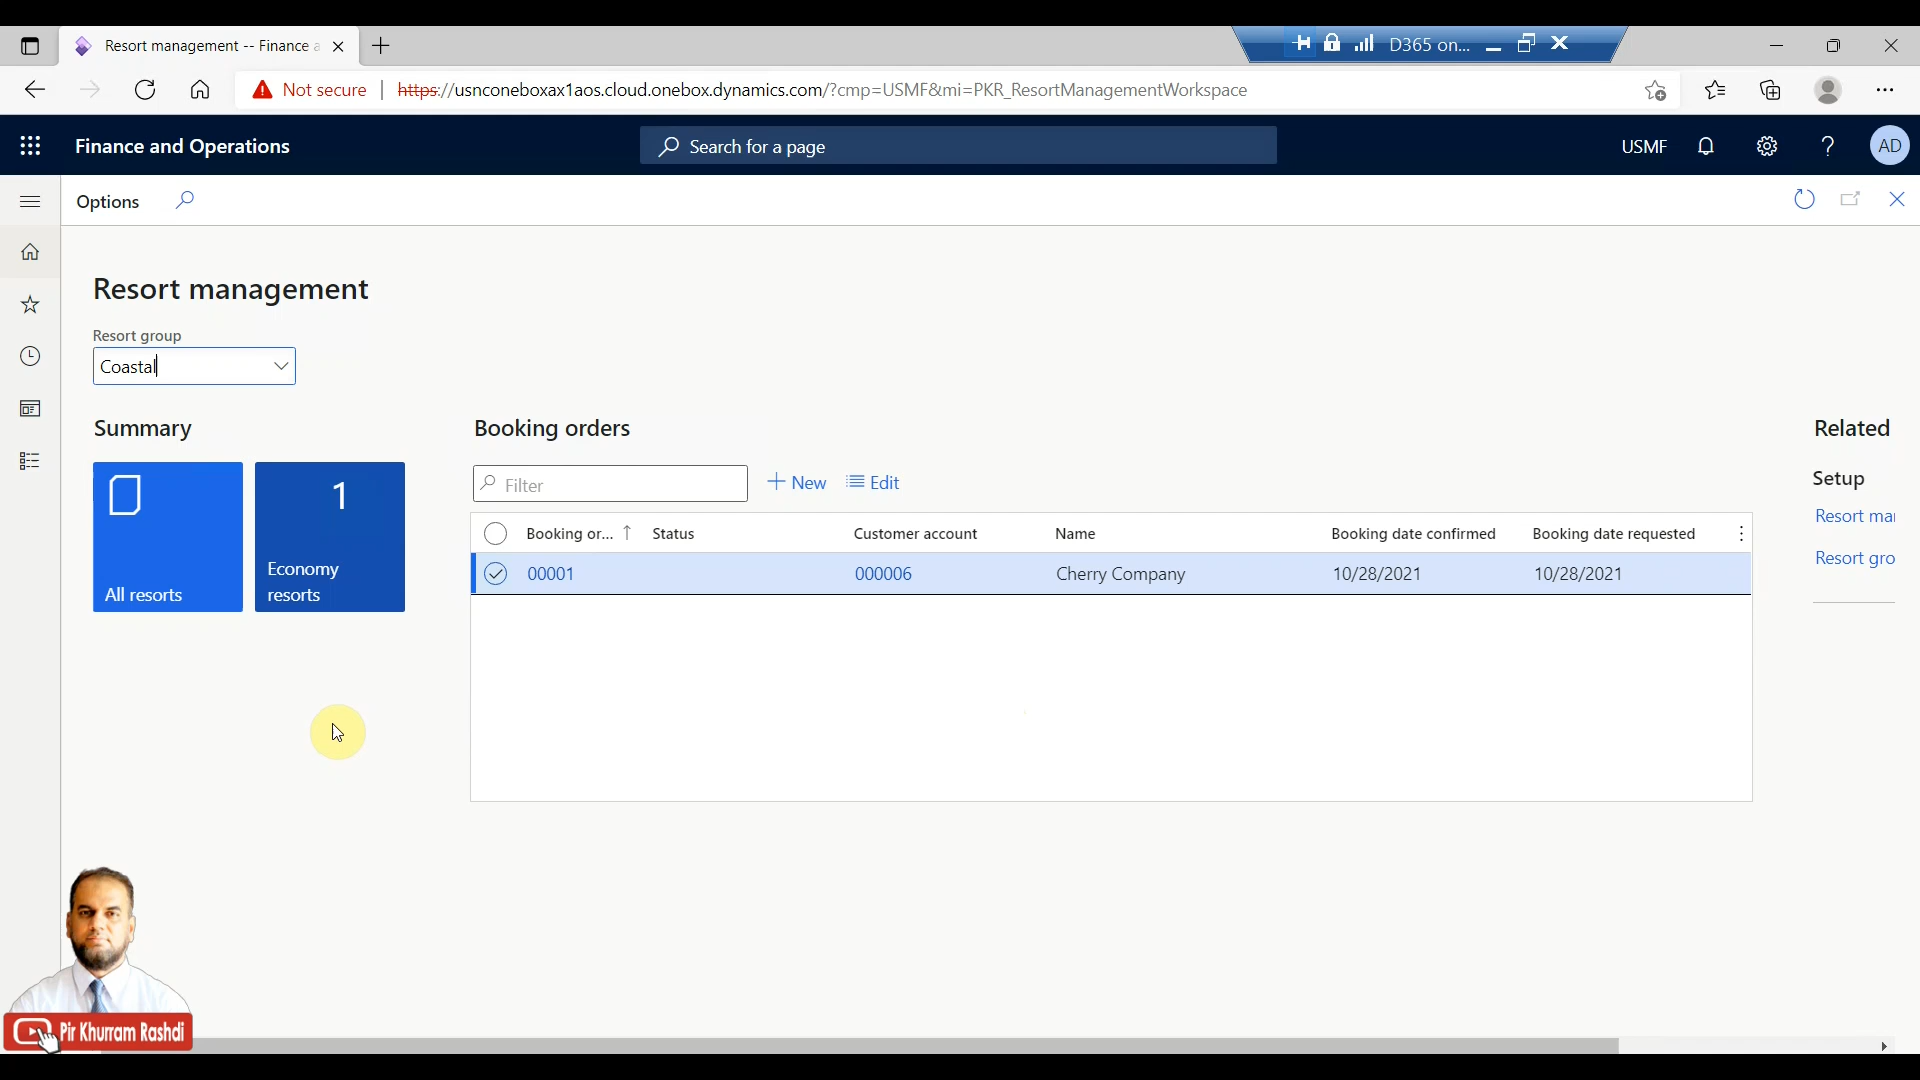 Resort management -- Finance a
D365 on...
Not secure
https://usnconeboxax1aos.cloud.onebox.dynamics.com/?cmp=USMF&mi=PKR_ResortManagementWorkspace
Finance and Operations
Search for a page
USMF
?
AD
Options
Resort management
Resort group
Coastal
Summary
All resorts
1
Economy
resorts
Booking orders
Filter
New
Edit
Booking or...
Status
Customer account
Name
Booking date confirmed
Booking date requested
00001
000006
Cherry Company
10/28/2021
10/28/2021
Related
Setup
Resort ma
Resort gro
Pir Khurram Rashdi